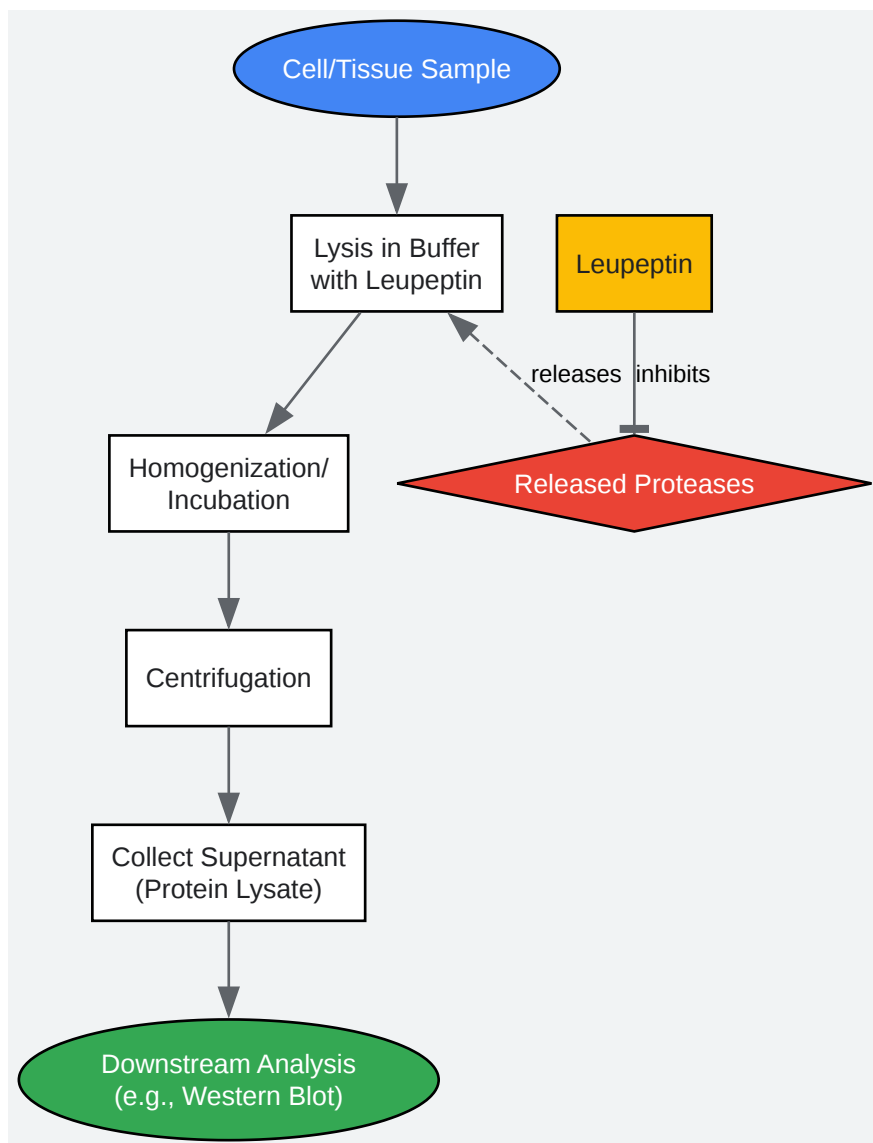 Cell/Tissue Sample
Lysis in Buffer
with Leupeptin
Leupeptin
releases
inhibits
Homogenization/
Incubation
Released Proteases
Centrifugation
Collect Supernatant
(Protein Lysate)
Downstream Analysis
(e.g., Western Blot)